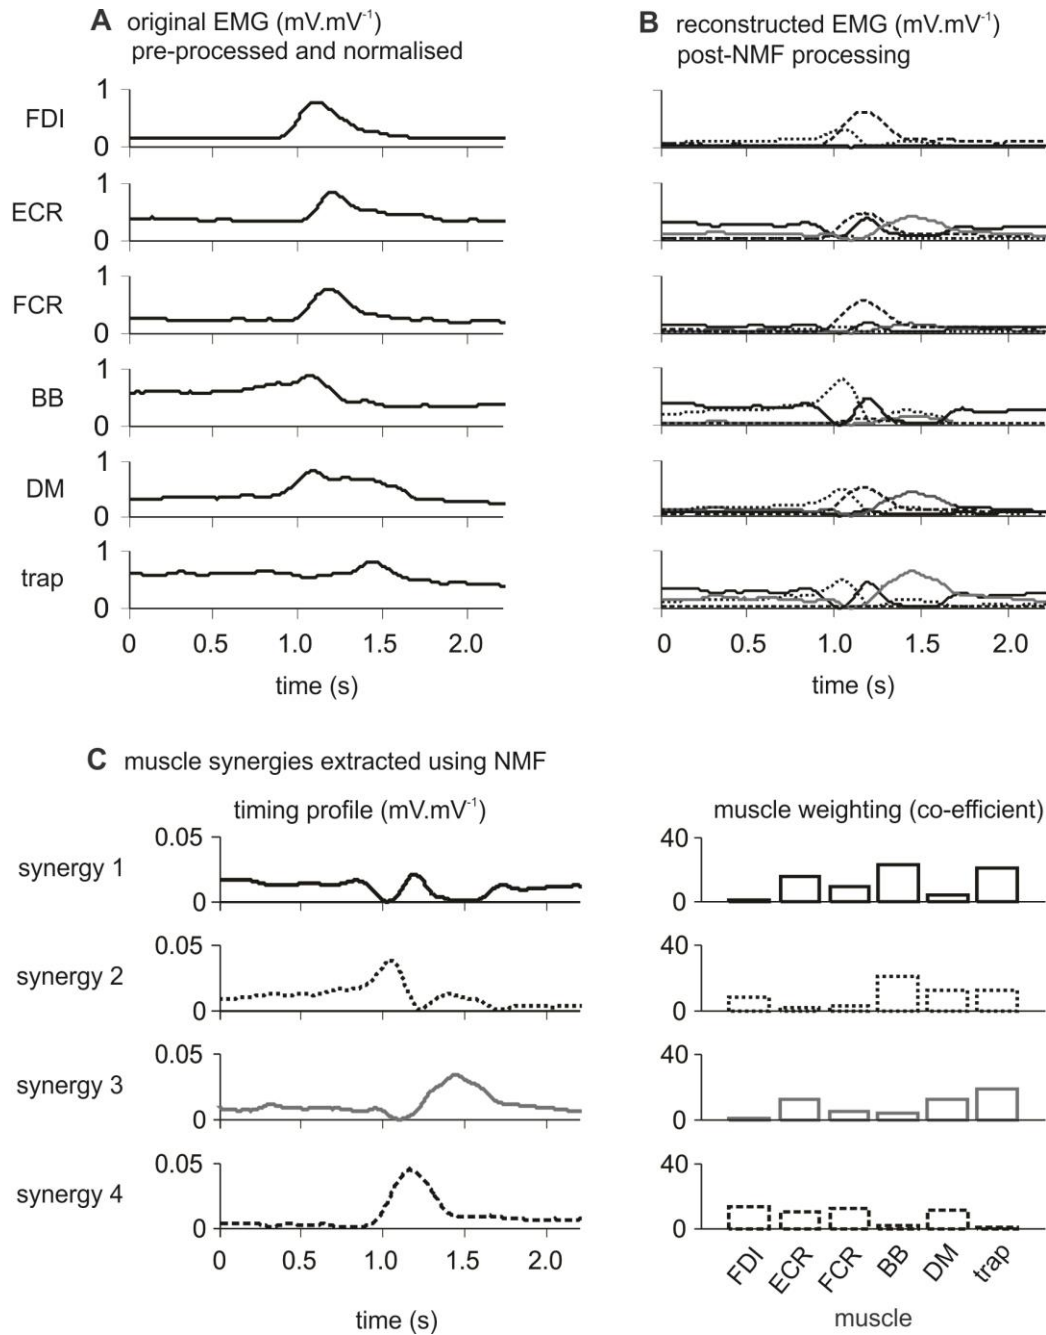 A original EMG (mV.mV⁻¹)
pre-processed and normalised
FDI
1
0
ECR
1
0
FCR
1
0
BB
1
0
DM
1
0
trap
1
0
0 0.5 1.0 1.5 2.0
time (s)
B reconstructed EMG (mV.mV⁻¹)
post-NMF processing
0 0.5 1.0 1.5 2.0
time (s)
C muscle synergies extracted using NMF
timing profile (mV.mV⁻¹)
muscle weighting (co-efficient)
synergy 1
0.05
0
40
0
synergy 2
0.05
0
40
0
synergy 3
0.05
0
40
0
synergy 4
0.05
0
40
0
0 0.5 1.0 1.5 2.0
time (s)
FDI ECR FCR BB DM trap
muscle